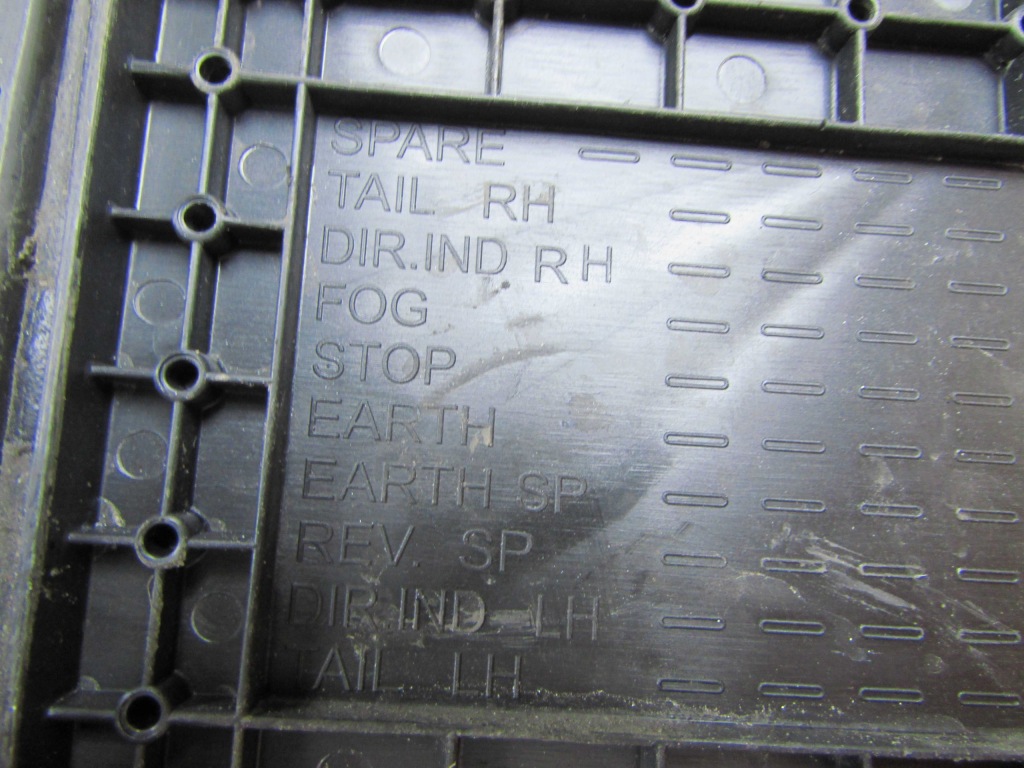 SPARE
TAIL RH
DIR.IND RH
FOG
STOP
EARTH
EARTH SP
REV. SP
DIR.IND LH
TAIL LH